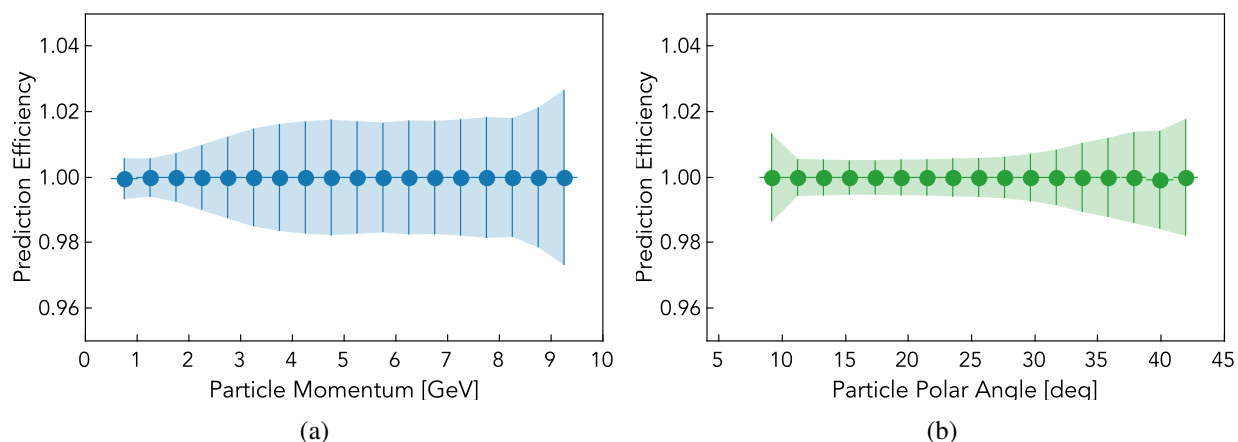 1.04
1.02
1.00
0.98
0.96
Prediction Efficiency
0 1 2 3 4 5 6 7 8 9 10
Particle Momentum [GeV]
(a)
1.04
1.02
1.00
0.98
0.96
Prediction Efficiency
5 10 15 20 25 30 35 40 45
Particle Polar Angle [deg]
(b)